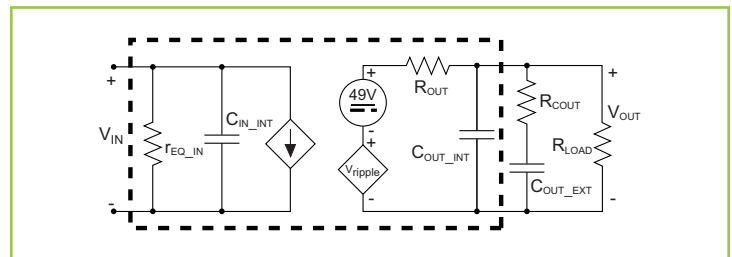 +
V_IN
-
r_EQ_IN
C_IN_INT
+
49V
-
+
V_ripple
-
R_OUT
C_OUT_INT
R_COUT
C_OUT_EXT
+
V_OUT
R_LOAD
-